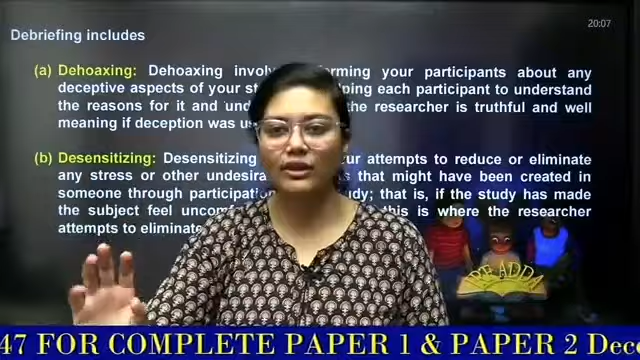 20:07
Debriefing includes
(a) Dehoaxing: Dehoaxing involv rming your participants about any
deceptive aspects of your st ping each participant to understand
the reasons for it and und the researcher is truthful and well
meaning if deception was us
(b) Desensitizing: Desensitizing ur attempts to reduce or eliminate
any stress or other undesira s that might have been created in
someone through participatio dy; that is, if the study has made
the subject feel uncom this is where the researcher
attempts to eliminate
ADDA
47 FOR COMPLETE PAPER 1 & PAPER 2 Dec